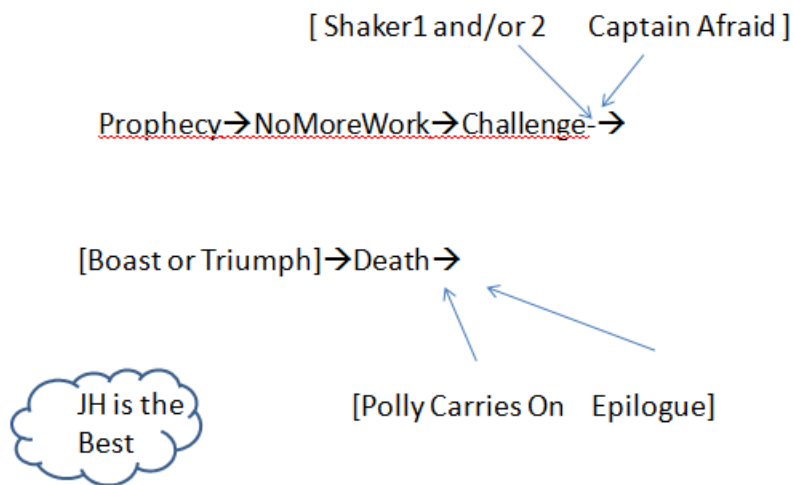 [ Shaker1 and/or 2 Captain Afraid ]
Prophecy→NoMoreWork→Challenge-→
[Boast or Triumph]→Death→
JH is the
Best
[Polly Carries On Epilogue]